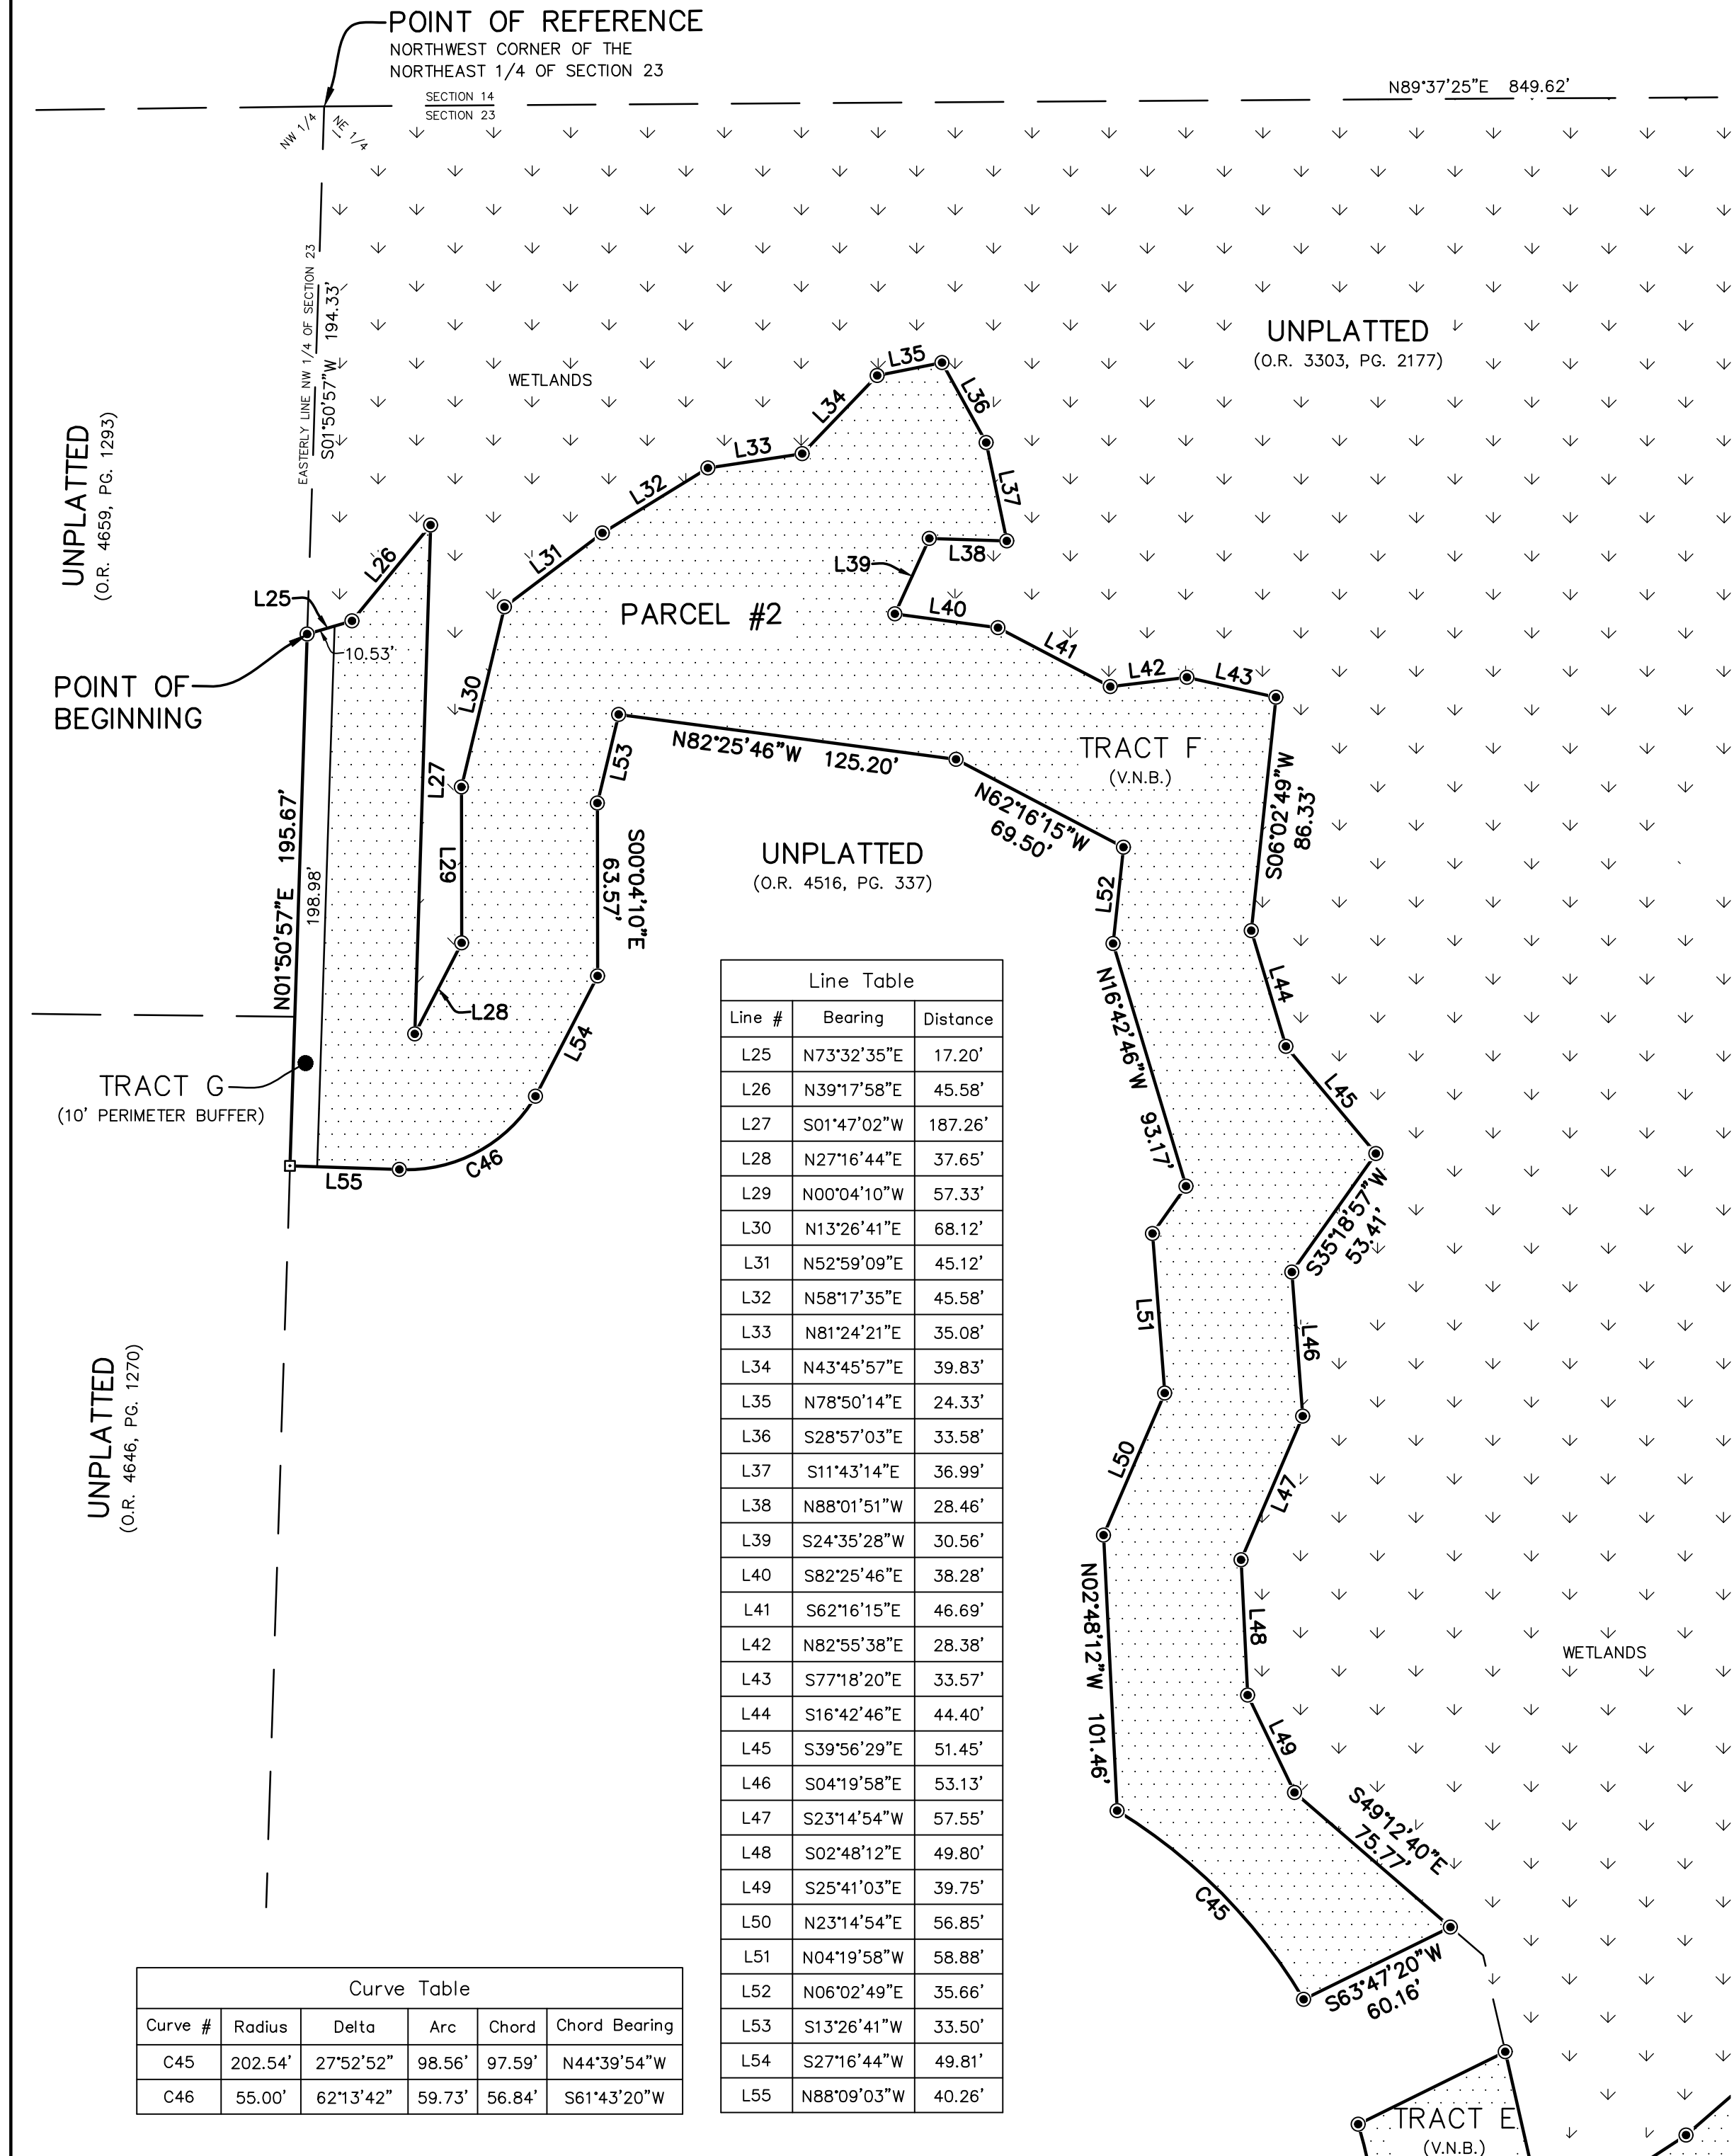 POINT OF REFERENCE
NORTHWEST CORNER OF THE
NORTHEAST 1/4 OF SECTION 23
SECTION 14
SECTION 23
N89°37'25"E 849.62'
NW 1/4
NE 1/4
EASTERLY LINE NW 1/4 OF SECTION 23
S01°50'57"W 194.33'
UNPLATTED
(O.R. 4659, PG. 1293)
WETLANDS
UNPLATTED
(O.R. 3303, PG. 2177)
L25
L26
L27
L28
L29
L30
L31
L32
L33
L34
L35
L36
L37
L38
L39
L40
L41
L42
L43
10.53'
PARCEL #2
POINT OF
BEGINNING
N01°50'57"E 195.67'
198.98'
TRACT G
(10' PERIMETER BUFFER)
L53
N82°25'46"W 125.20'
N62°16'15"W
69.50'
TRACT F
(V.N.B.)
S06°02'49"W
86.33'
S00°04'10"E
63.57'
UNPLATTED
(O.R. 4516, PG. 337)
L52
L44
L54
L55
C46
N16°42'46"W 93.17'
L45
S35°18'57"W
53.41'
L51
L46
L50
L47
N02°48'12"W 101.46'
L48
L49
WETLANDS
S49°12'40"E
75.77'
C45
S63°47'20"W
60.16'
TRACT E
(V.N.B.)
UNPLATTED
(O.R. 4646, PG. 1270)
Line Table
Line # Bearing Distance
L25 N73°32'35"E 17.20'
L26 N39°17'58"E 45.58'
L27 S01°47'02"W 187.26'
L28 N27°16'44"E 37.65'
L29 N00°04'10"W 57.33'
L30 N13°26'41"E 68.12'
L31 N52°59'09"E 45.12'
L32 N58°17'35"E 45.58'
L33 N81°24'21"E 35.08'
L34 N43°45'57"E 39.83'
L35 N78°50'14"E 24.33'
L36 S28°57'03"E 33.58'
L37 S11°43'14"E 36.99'
L38 N88°01'51"W 28.46'
L39 S24°35'28"W 30.56'
L40 S82°25'46"E 38.28'
L41 S62°16'15"E 46.69'
L42 N82°55'38"E 28.38'
L43 S77°18'20"E 33.57'
L44 S16°42'46"E 44.40'
L45 S39°56'29"E 51.45'
L46 S04°19'58"E 53.13'
L47 S23°14'54"W 57.55'
L48 S02°48'12"E 49.80'
L49 S25°41'03"E 39.75'
L50 N23°14'54"E 56.85'
L51 N04°19'58"W 58.88'
L52 N06°02'49"E 35.66'
L53 S13°26'41"W 33.50'
L54 S27°16'44"W 49.81'
L55 N88°09'03"W 40.26'
Curve Table
Curve # Radius Delta Arc Chord Chord Bearing
C45 202.54' 27°52'52" 98.56' 97.59' N44°39'54"W
C46 55.00' 62°13'42" 59.73' 56.84' S61°43'20"W